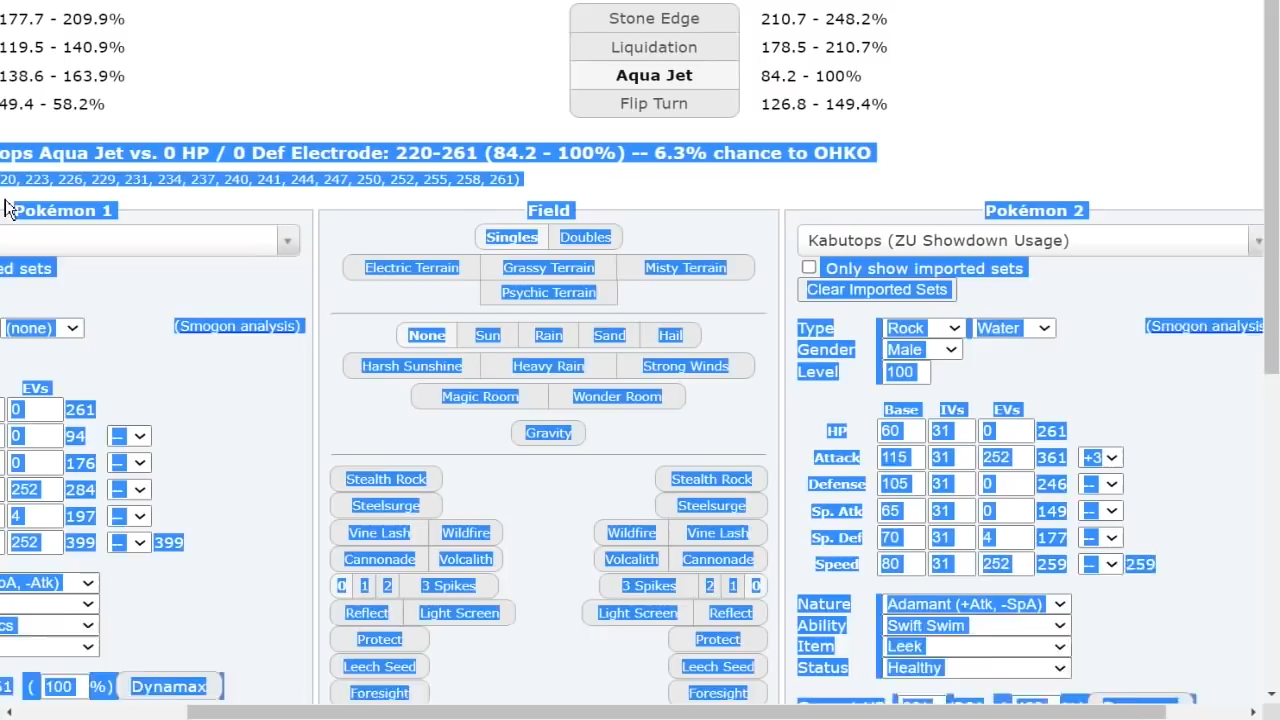 177.7 - 209.9%
119.5 - 140.9%
138.6 - 163.9%
49.4 - 58.2%
Stone Edge 210.7 - 248.2%
Liquidation 178.5 - 210.7%
Aqua Jet 84.2 - 100%
Flip Turn 126.8 - 149.4%
ops Aqua Jet vs. 0 HP / 0 Def Electrode: 220-261 (84.2 - 100%) -- 6.3% chance to OHKO
20, 223, 226, 229, 231, 234, 237, 240, 241, 244, 247, 250, 252, 255, 258, 261)
Pokémon 1
ed sets
(none) (Smogon analysis)
EVs
0 261
0 94 --
0 176 --
252 284 --
4 197 --
252 399 -- 399
pA, -Atk)
cs
61 ( 100 %) Dynamax
Field
Singles Doubles
Electric Terrain Grassy Terrain Misty Terrain
Psychic Terrain
None Sun Rain Sand Hail
Harsh Sunshine Heavy Rain Strong Winds
Magic Room Wonder Room
Gravity
Stealth Rock Stealth Rock
Steelsurge Steelsurge
Vine Lash Wildfire Wildfire Vine Lash
Cannonade Volcalith Volcalith Cannonade
0 1 2 3 Spikes 3 Spikes 2 1 0
Reflect Light Screen Light Screen Reflect
Protect Protect
Leech Seed Leech Seed
Foresight Foresight
Pokémon 2
Kabutops (ZU Showdown Usage)
Only show imported sets
Clear Imported Sets
Type Rock Water (Smogon analysis
Gender Male
Level 100
Base IVs EVs
HP 60 31 0 261
Attack 115 31 252 361 +3
Defense 105 31 0 246 --
Sp. Atk 65 31 0 149 --
Sp. Def 70 31 4 177 --
Speed 80 31 252 259 -- 259
Nature Adamant (+Atk, -SpA)
Ability Swift Swim
Item Leek
Status Healthy